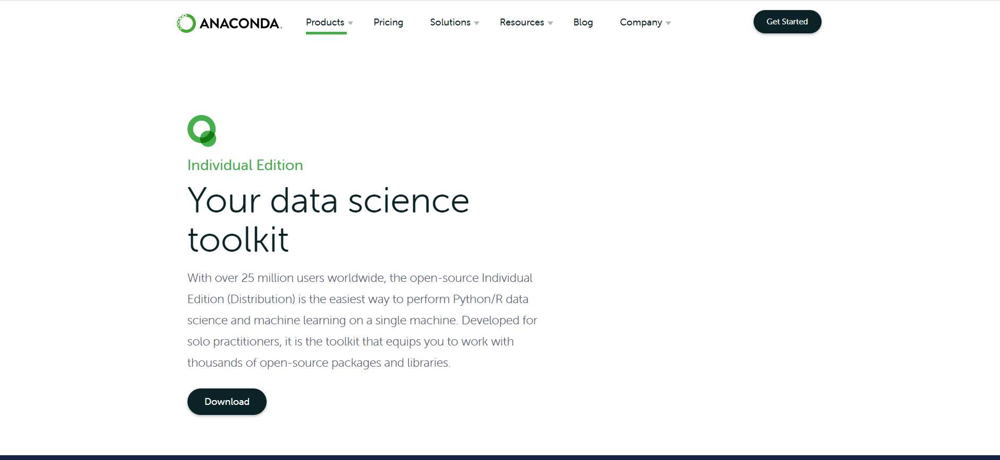 ANACONDA.
Products
Pricing
Solutions
Resources
Blog
Company
Get Started
Individual Edition
Your data science
toolkit
With over 25 million users worldwide, the open-source Individual
Edition (Distribution) is the easiest way to perform Python/R data
science and machine learning on a single machine. Developed for
solo practitioners, it is the toolkit that equips you to work with
thousands of open-source packages and libraries.
Download